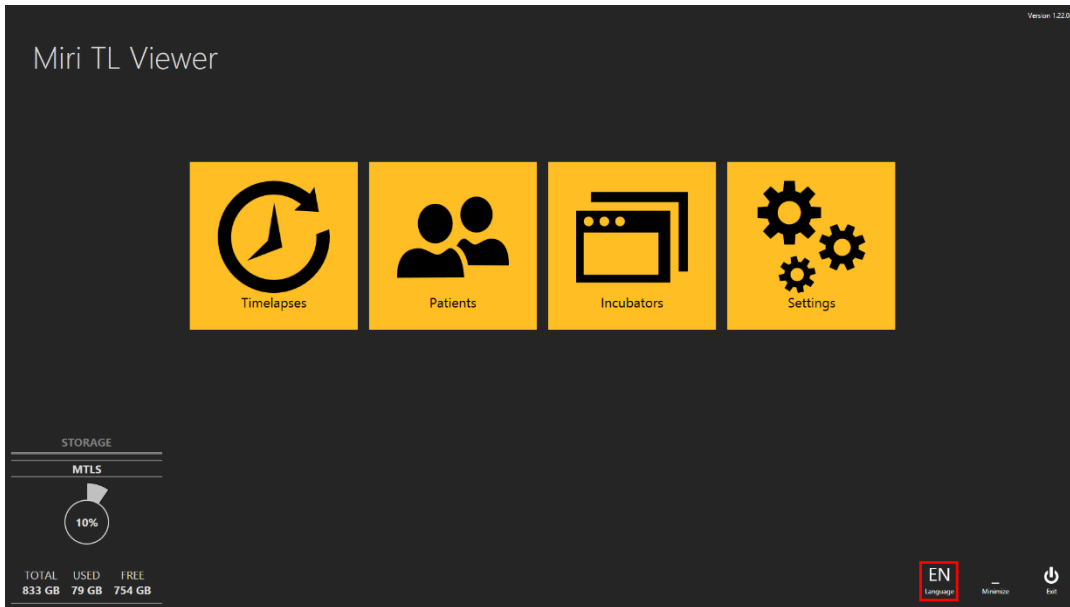 Version 1.22.0
Miri TL Viewer
Timelapses
Patients
Incubators
Settings
STORAGE
MTLS
10%
TOTAL USED FREE
833 GB 79 GB 754 GB
EN
Language
Minimize
Exit